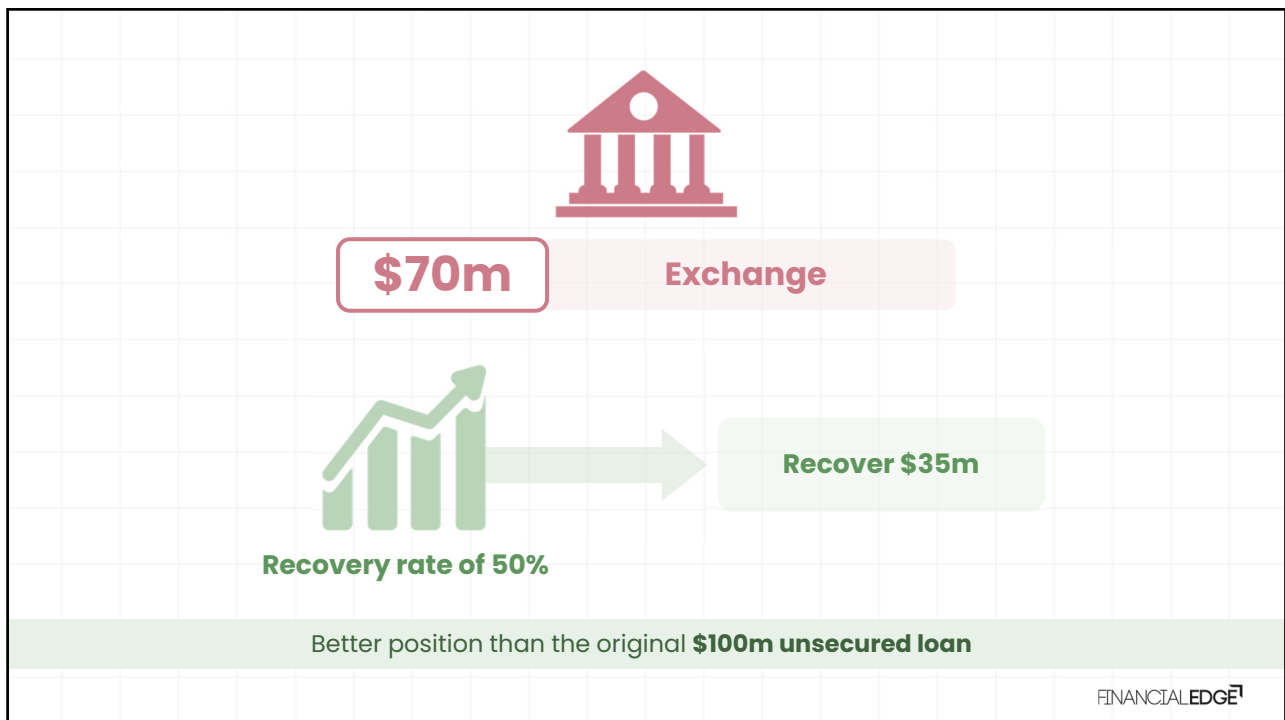 $70m
Exchange
Recover $35m
Recovery rate of 50%
Better position than the original $100m unsecured loan
FINANCIALEDGE